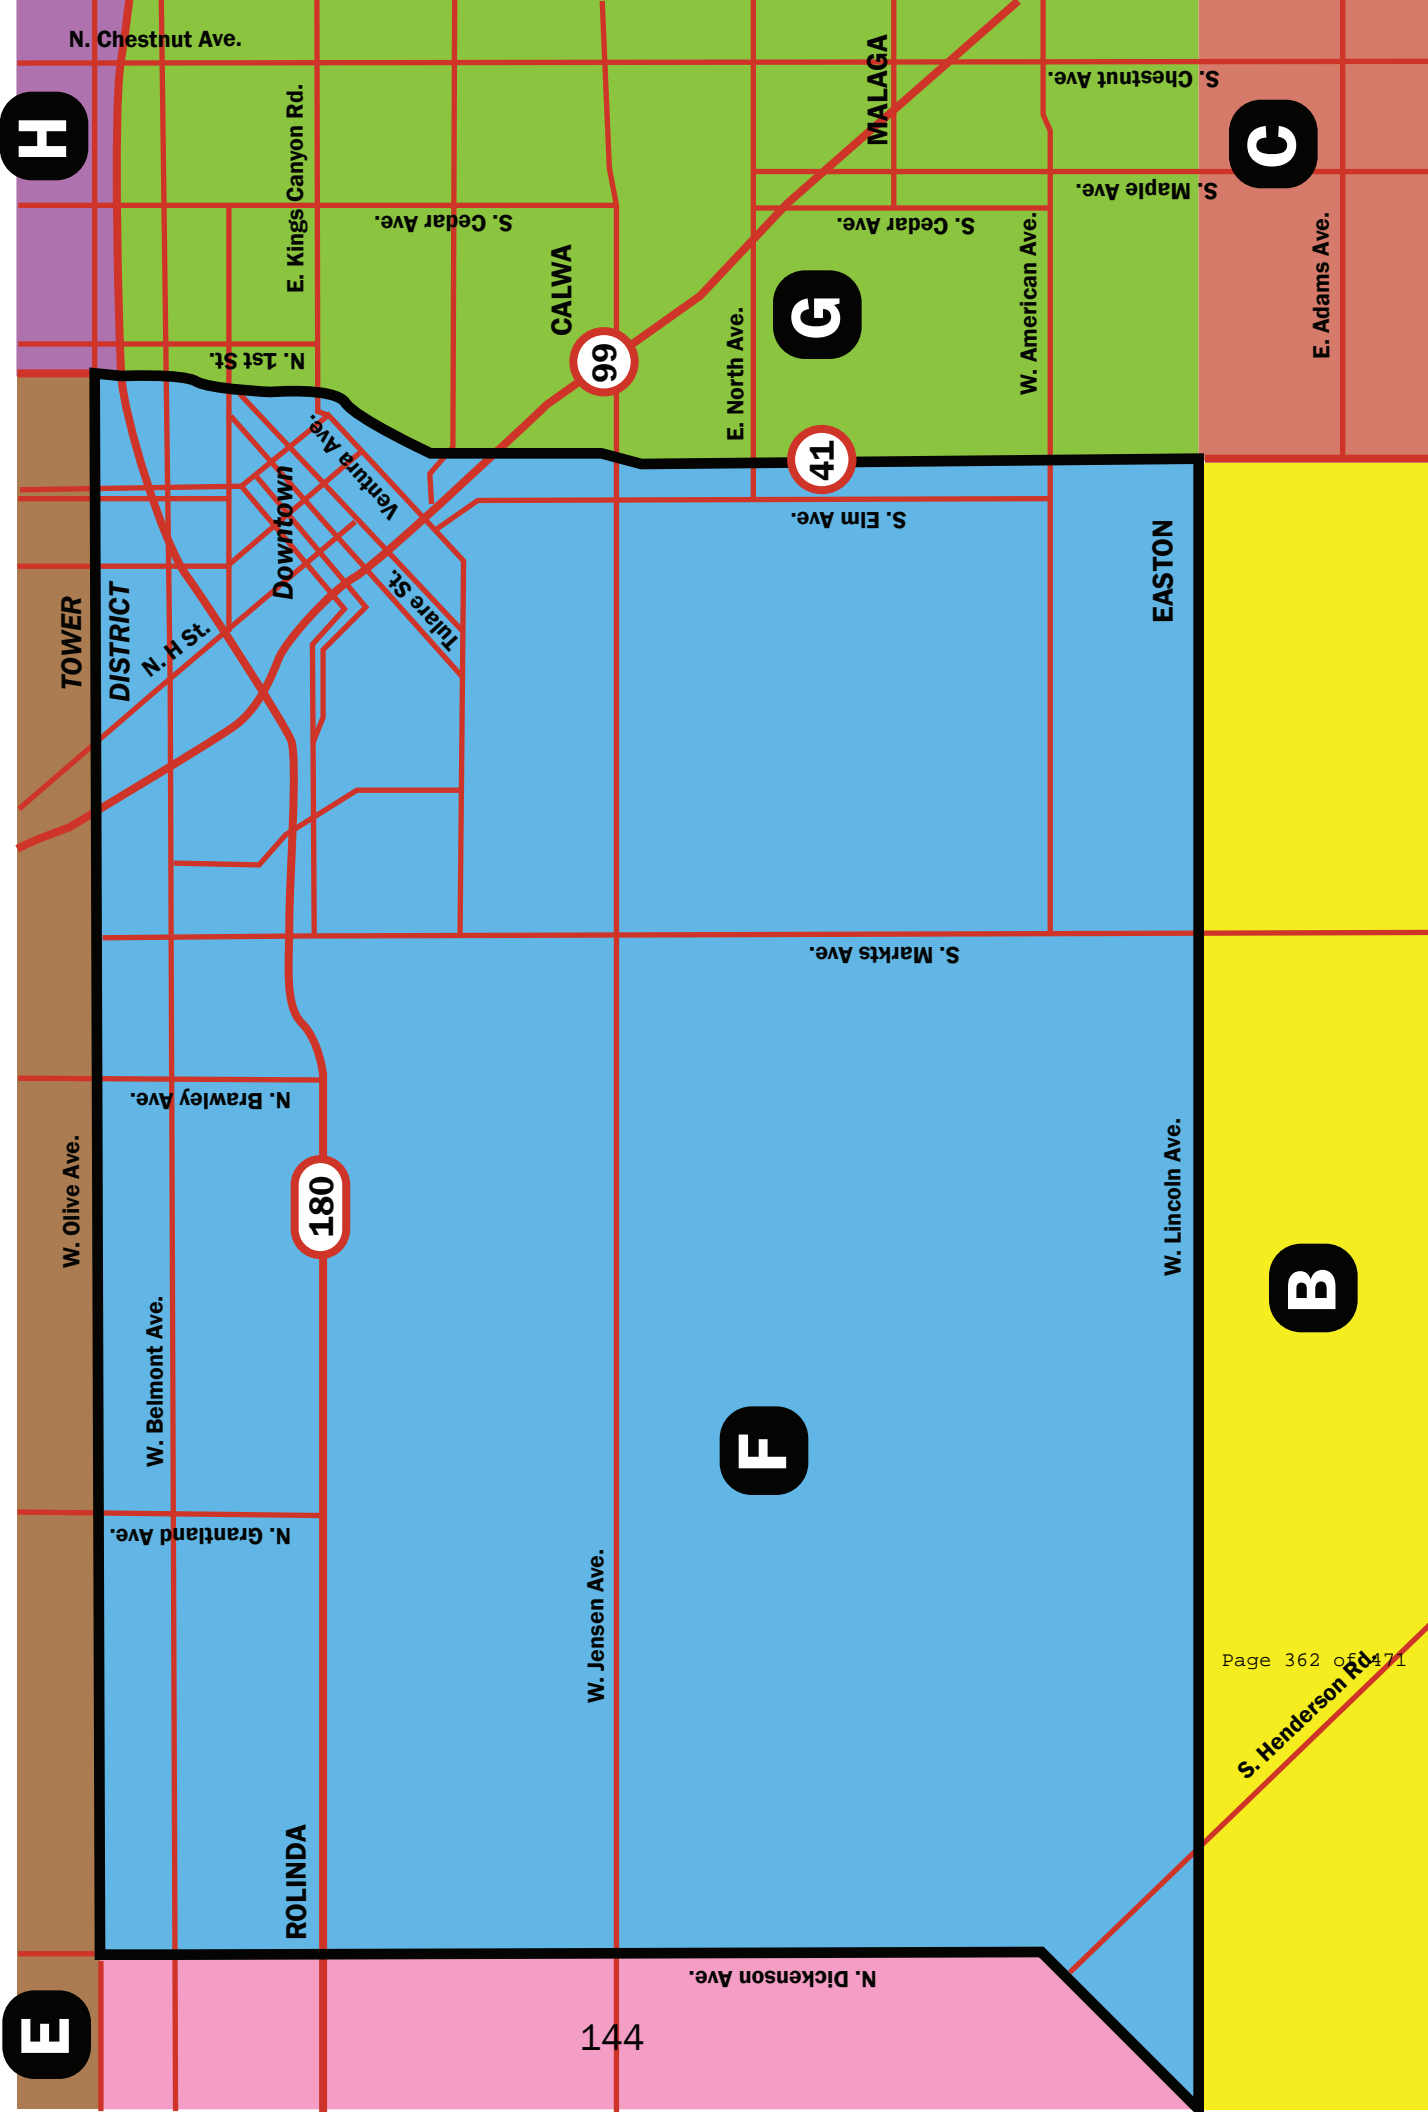 N. Chestnut Ave.
H
E. Kings Canyon Rd.
S. Cedar Ave.
N. 1st St.
CALWA
99
MALAGA
S. Chestnut Ave.
C
S. Maple Ave.
S. Cedar Ave.
G
E. North Ave.
W. American Ave.
E. Adams Ave.
41
Ventura Ave.
Downtown
Tulare St.
S. Elm Ave.
EASTON
TOWER
DISTRICT
N. H St.
S. Markts Ave.
N. Brawley Ave.
W. Olive Ave.
180
W. Lincoln Ave.
B
W. Belmont Ave.
F
N. Grantland Ave.
W. Jensen Ave.
Page 362 of 471
S. Henderson Rd.
ROLINDA
N. Dickenson Ave.
E
144